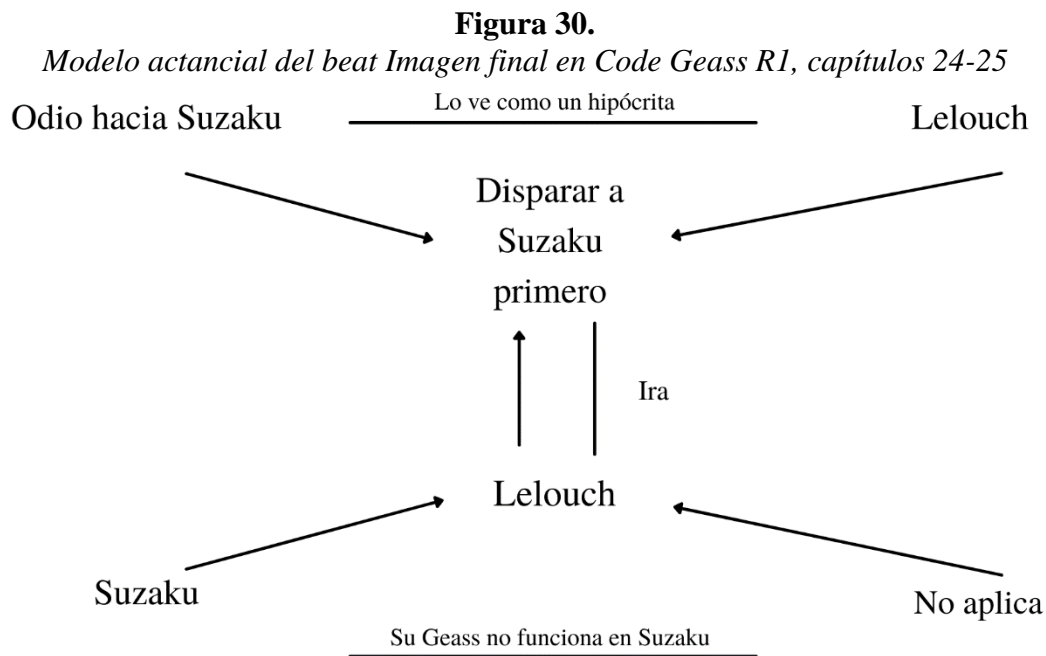 Figura 30.
Modelo actancial del beat Imagen final en Code Geass R1, capítulos 24-25
Lo ve como un hipócrita
Odio hacia Suzaku
Lelouch
Disparar a
Suzaku
primero
Ira
Lelouch
Suzaku
No aplica
Su Geass no funciona en Suzaku